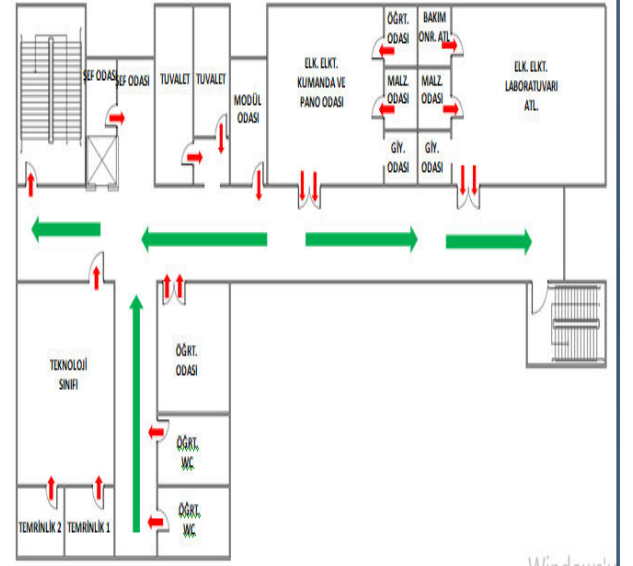 ÖĞRT.
ODASI
BAKIM
ONR. ATL
ŞEF ODASI
ŞEF ODASI
TUVALET
TUVALET
MODÜL
ODASI
ELK. ELKT.
KUMANDA VE
PANO ODASI
MALZ.
ODASI
MALZ.
ODASI
ELK. ELKT.
LABORATUVARI
ATL.
GİY.
ODASI
GİY.
ODASI
TEKNOLOJİ
SINIFI
ÖĞRT.
ODASI
ÖĞRT.
WC
ÖĞRT.
WC
TEMRİNLİK 2
TEMRİNLİK 1